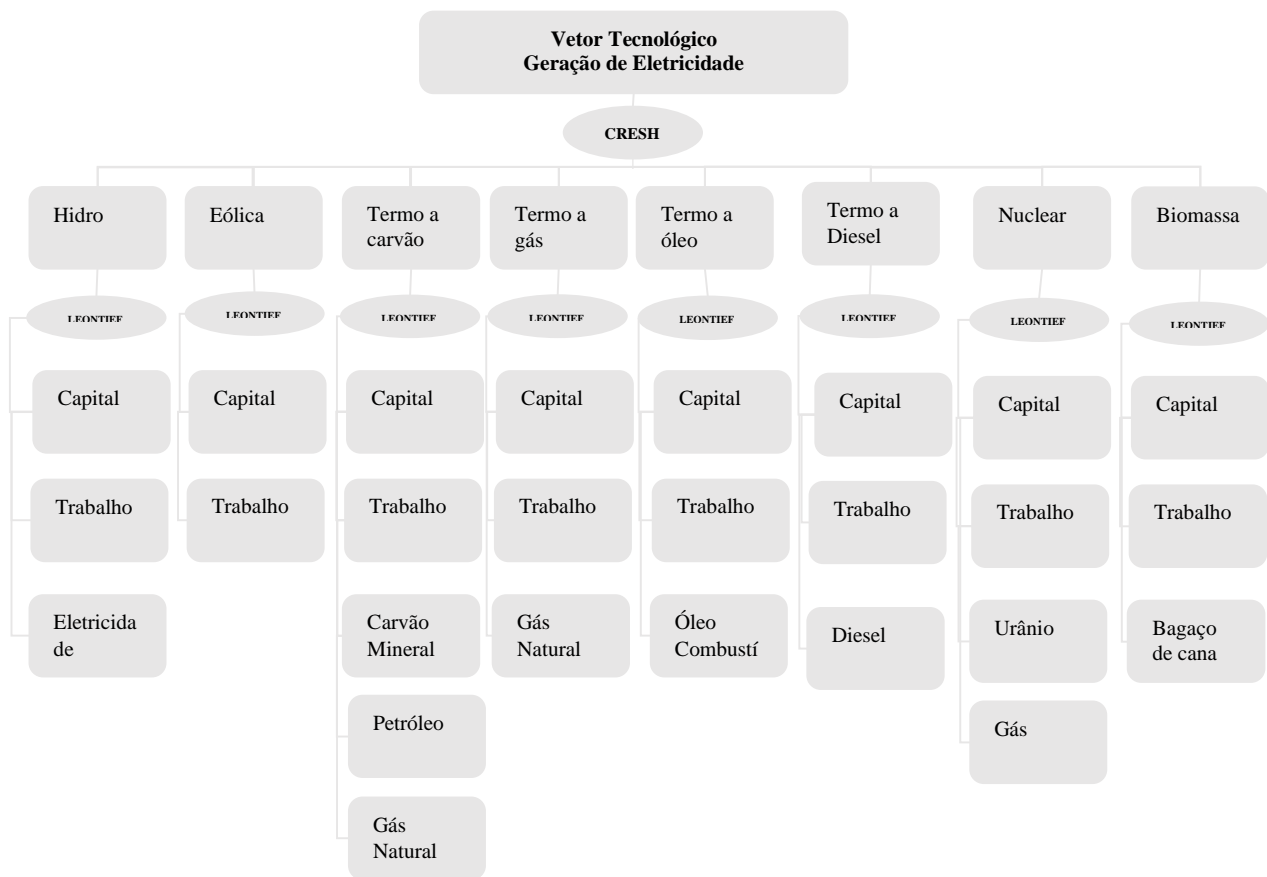 Vetor Tecnológico
Geração de Eletricidade
CRESH
Hidro
Eólica
Termo a
carvão
Termo a
gás
Termo a
óleo
Termo a
Diesel
Nuclear
Biomassa
LEONTIEF
LEONTIEF
LEONTIEF
LEONTIEF
LEONTIEF
LEONTIEF
LEONTIEF
LEONTIEF
Capital
Capital
Capital
Capital
Capital
Capital
Capital
Capital
Trabalho
Trabalho
Trabalho
Trabalho
Trabalho
Trabalho
Trabalho
Trabalho
Eletricida
de
Carvão
Mineral
Gás
Natural
Óleo
Combustí
Diesel
Urânio
Bagaço
de cana
Petróleo
Gás
Gás
Natural